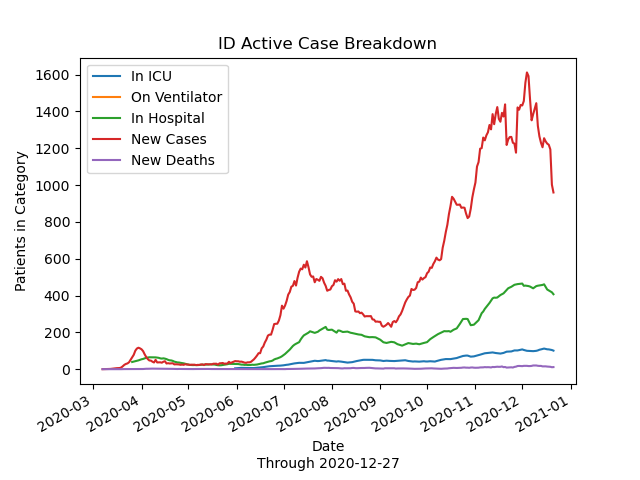 ID Active Case Breakdown
In ICU
On Ventilator
In Hospital
New Cases
New Deaths
Patients in Category
1600
1400
1200
1000
800
600
400
200
0
2020-03
2020-04
2020-05
2020-06
2020-07
2020-08
2020-09
2020-10
2020-11
2020-12
2021-01
Date
Through 2020-12-27